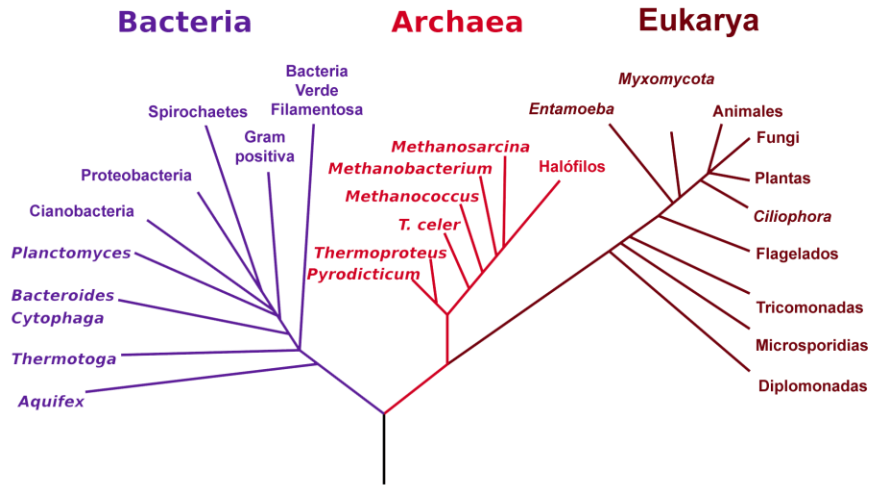 Bacteria
Archaea
Eukarya
Bacteria
Verde
Filamentosa
Spirochaetes
Gram
positiva
Proteobacteria
Cianobacteria
Planctomyces
Bacteroides
Cytophaga
Thermotoga
Aquifex
Methanosarcina
Methanobacterium
Halófilos
Methanococcus
T. celer
Thermoproteus
Pyrodicticum
Myxomycota
Entamoeba
Animales
Fungi
Plantas
Ciliophora
Flagelados
Tricomonadas
Microsporidias
Diplomonadas